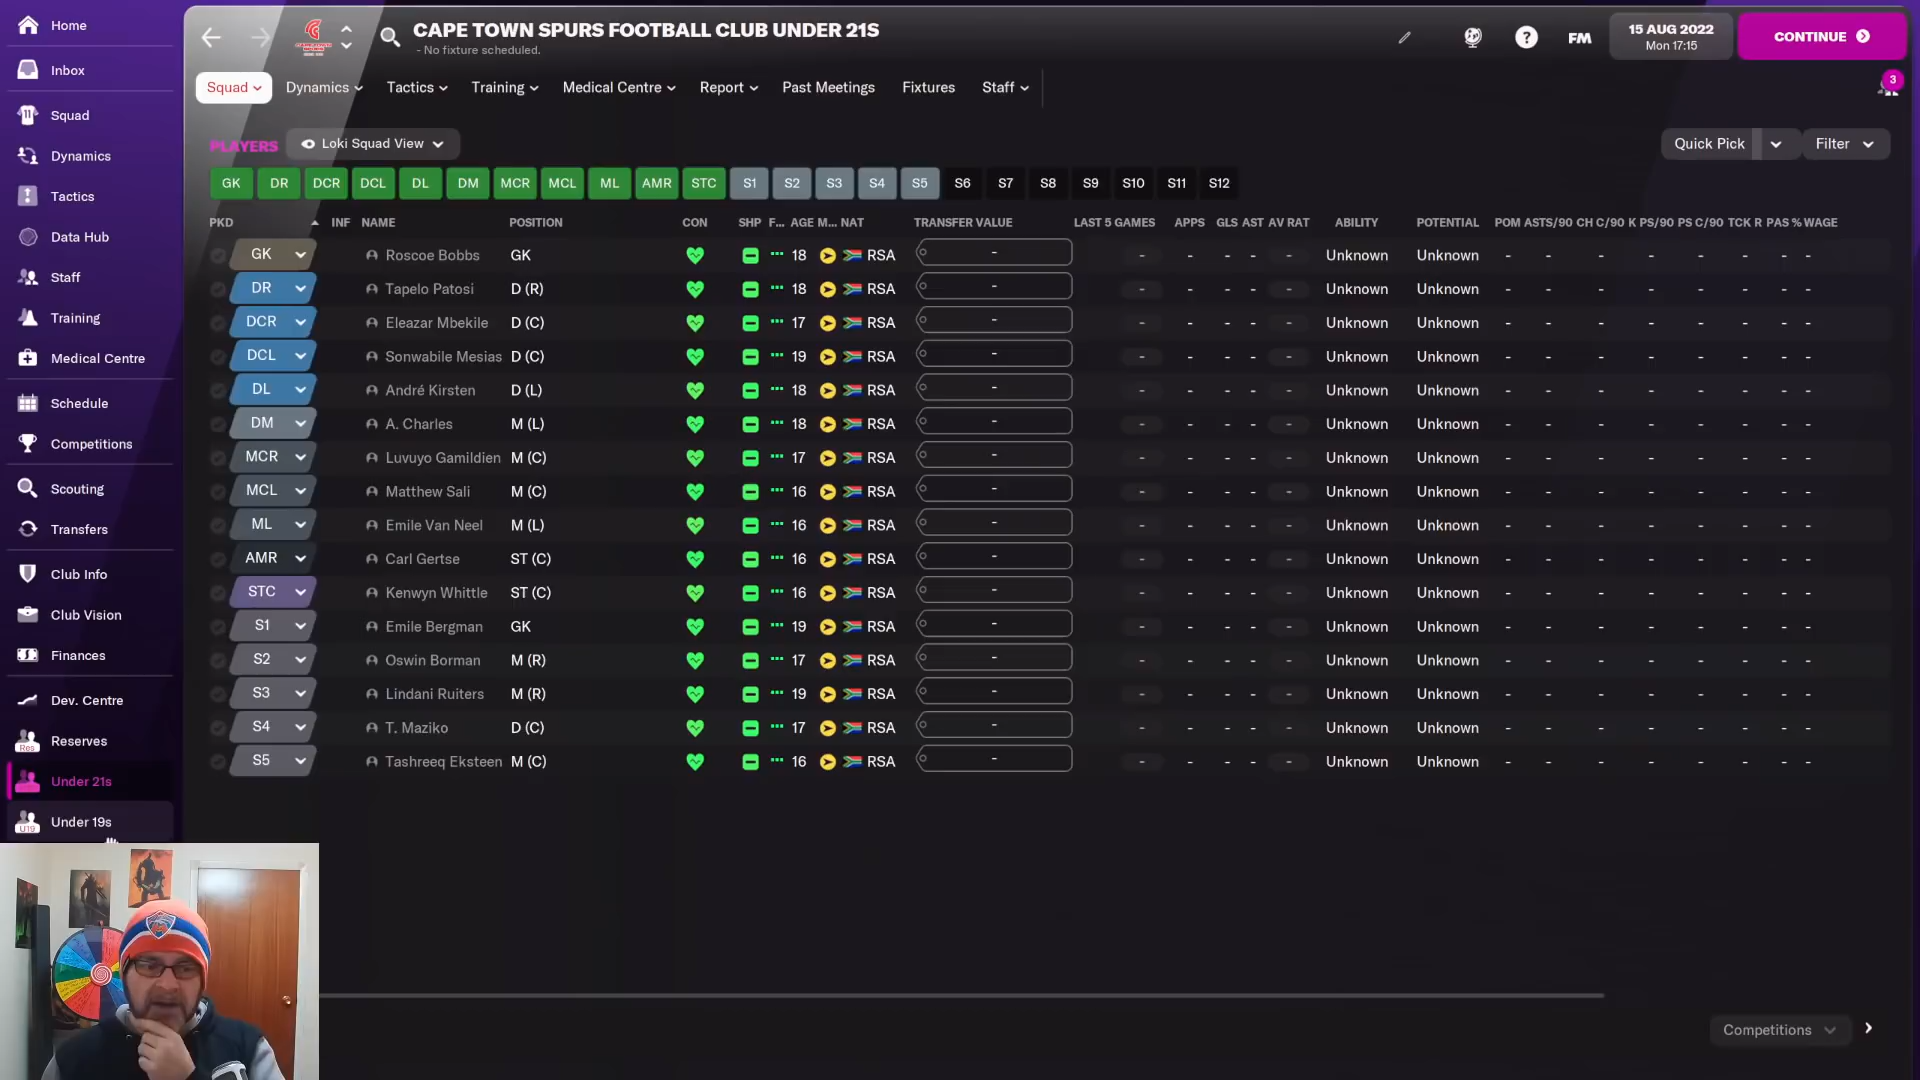 Home
Inbox
Squad
Dynamics
Tactics
Data Hub
Staff
Training
Medical Centre
Schedule
Competitions
Scouting
Transfers
Club Info
Club Vision
Finances
Dev. Centre
Reserves
Under 21s
Under 19s
CAPE TOWN SPURS FOOTBALL CLUB UNDER 21S
- No fixture scheduled.
FM
15 AUG 2022
Mon 17:15
CONTINUE
3
Squad Dynamics Tactics Training Medical Centre Report Past Meetings Fixtures Staff
PLAYERS Loki Squad View Quick Pick Filter
GK DR DCR DCL DL DM MCR MCL ML AMR STC S1 S2 S3 S4 S5 S6 S7 S8 S9 S10 S11 S12
PKD INF NAME POSITION CON SHP F... AGE M... NAT TRANSFER VALUE LAST 5 GAMES APPS GLS AST AV RAT ABILITY POTENTIAL POM ASTS/90 CH C/90 K PS/90 PS C/90 TCK R PAS % WAGE
GK Roscoe Bobbs GK 18 RSA - - - - - - Unknown Unknown - - - - - - - -
DR Tapelo Patosi D (R) 18 RSA - - - - - - Unknown Unknown - - - - - - - -
DCR Eleazar Mbekile D (C) 17 RSA - - - - - - Unknown Unknown - - - - - - - -
DCL Sonwabile Mesias D (C) 19 RSA - - - - - - Unknown Unknown - - - - - - - -
DL André Kirsten D (L) 18 RSA - - - - - - Unknown Unknown - - - - - - - -
DM A. Charles M (L) 18 RSA - - - - - - Unknown Unknown - - - - - - - -
MCR Luvuyo Gamildien M (C) 17 RSA - - - - - - Unknown Unknown - - - - - - - -
MCL Matthew Sali M (C) 16 RSA - - - - - - Unknown Unknown - - - - - - - -
ML Emile Van Neel M (L) 16 RSA - - - - - - Unknown Unknown - - - - - - - -
AMR Carl Gertse ST (C) 16 RSA - - - - - - Unknown Unknown - - - - - - - -
STC Kenwyn Whittle ST (C) 16 RSA - - - - - - Unknown Unknown - - - - - - - -
S1 Emile Bergman GK 19 RSA - - - - - - Unknown Unknown - - - - - - - -
S2 Oswin Borman M (R) 17 RSA - - - - - - Unknown Unknown - - - - - - - -
S3 Lindani Ruiters M (R) 19 RSA - - - - - - Unknown Unknown - - - - - - - -
S4 T. Maziko D (C) 17 RSA - - - - - - Unknown Unknown - - - - - - - -
S5 Tashreeq Eksteen M (C) 16 RSA - - - - - - Unknown Unknown - - - - - - - -
Competitions